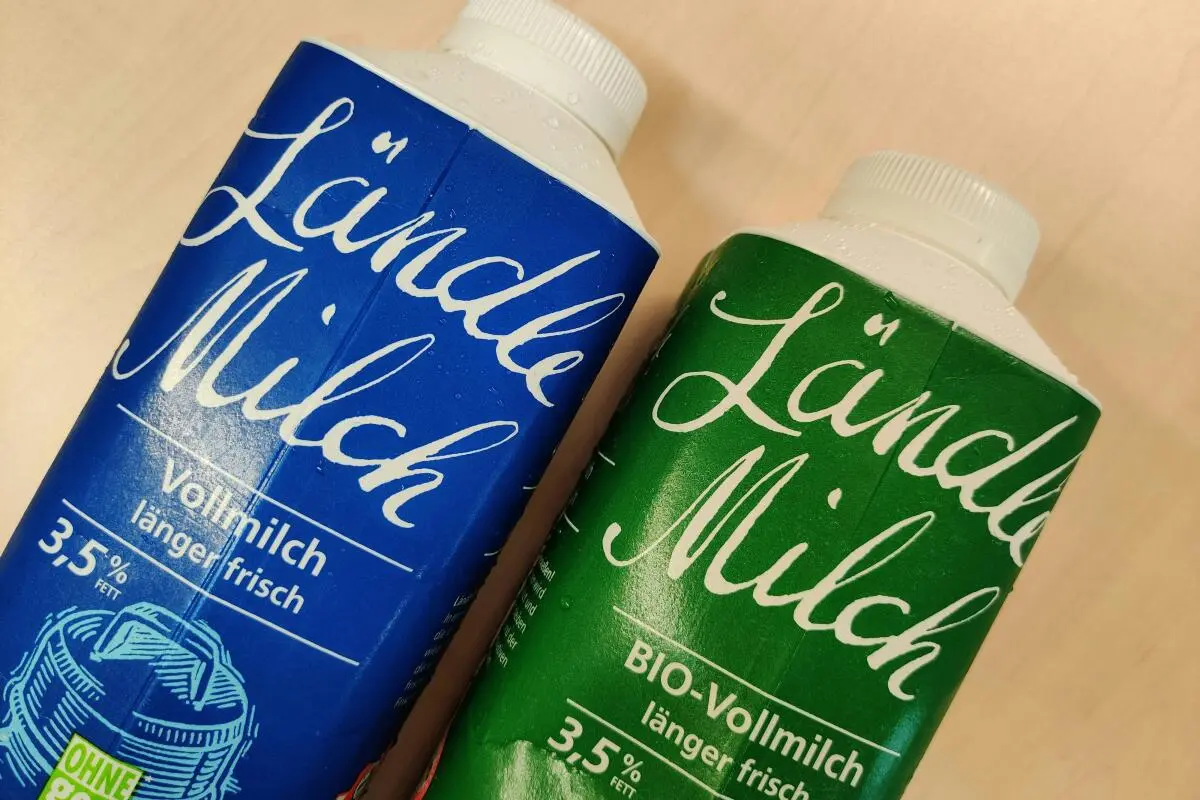 Ländle
Milch
Vollmilch
länger frisch
3,5 %
FETT
OHNE
Ländle
Milch
BIO-Vollmilch
länger frisch
3,5 %
FETT